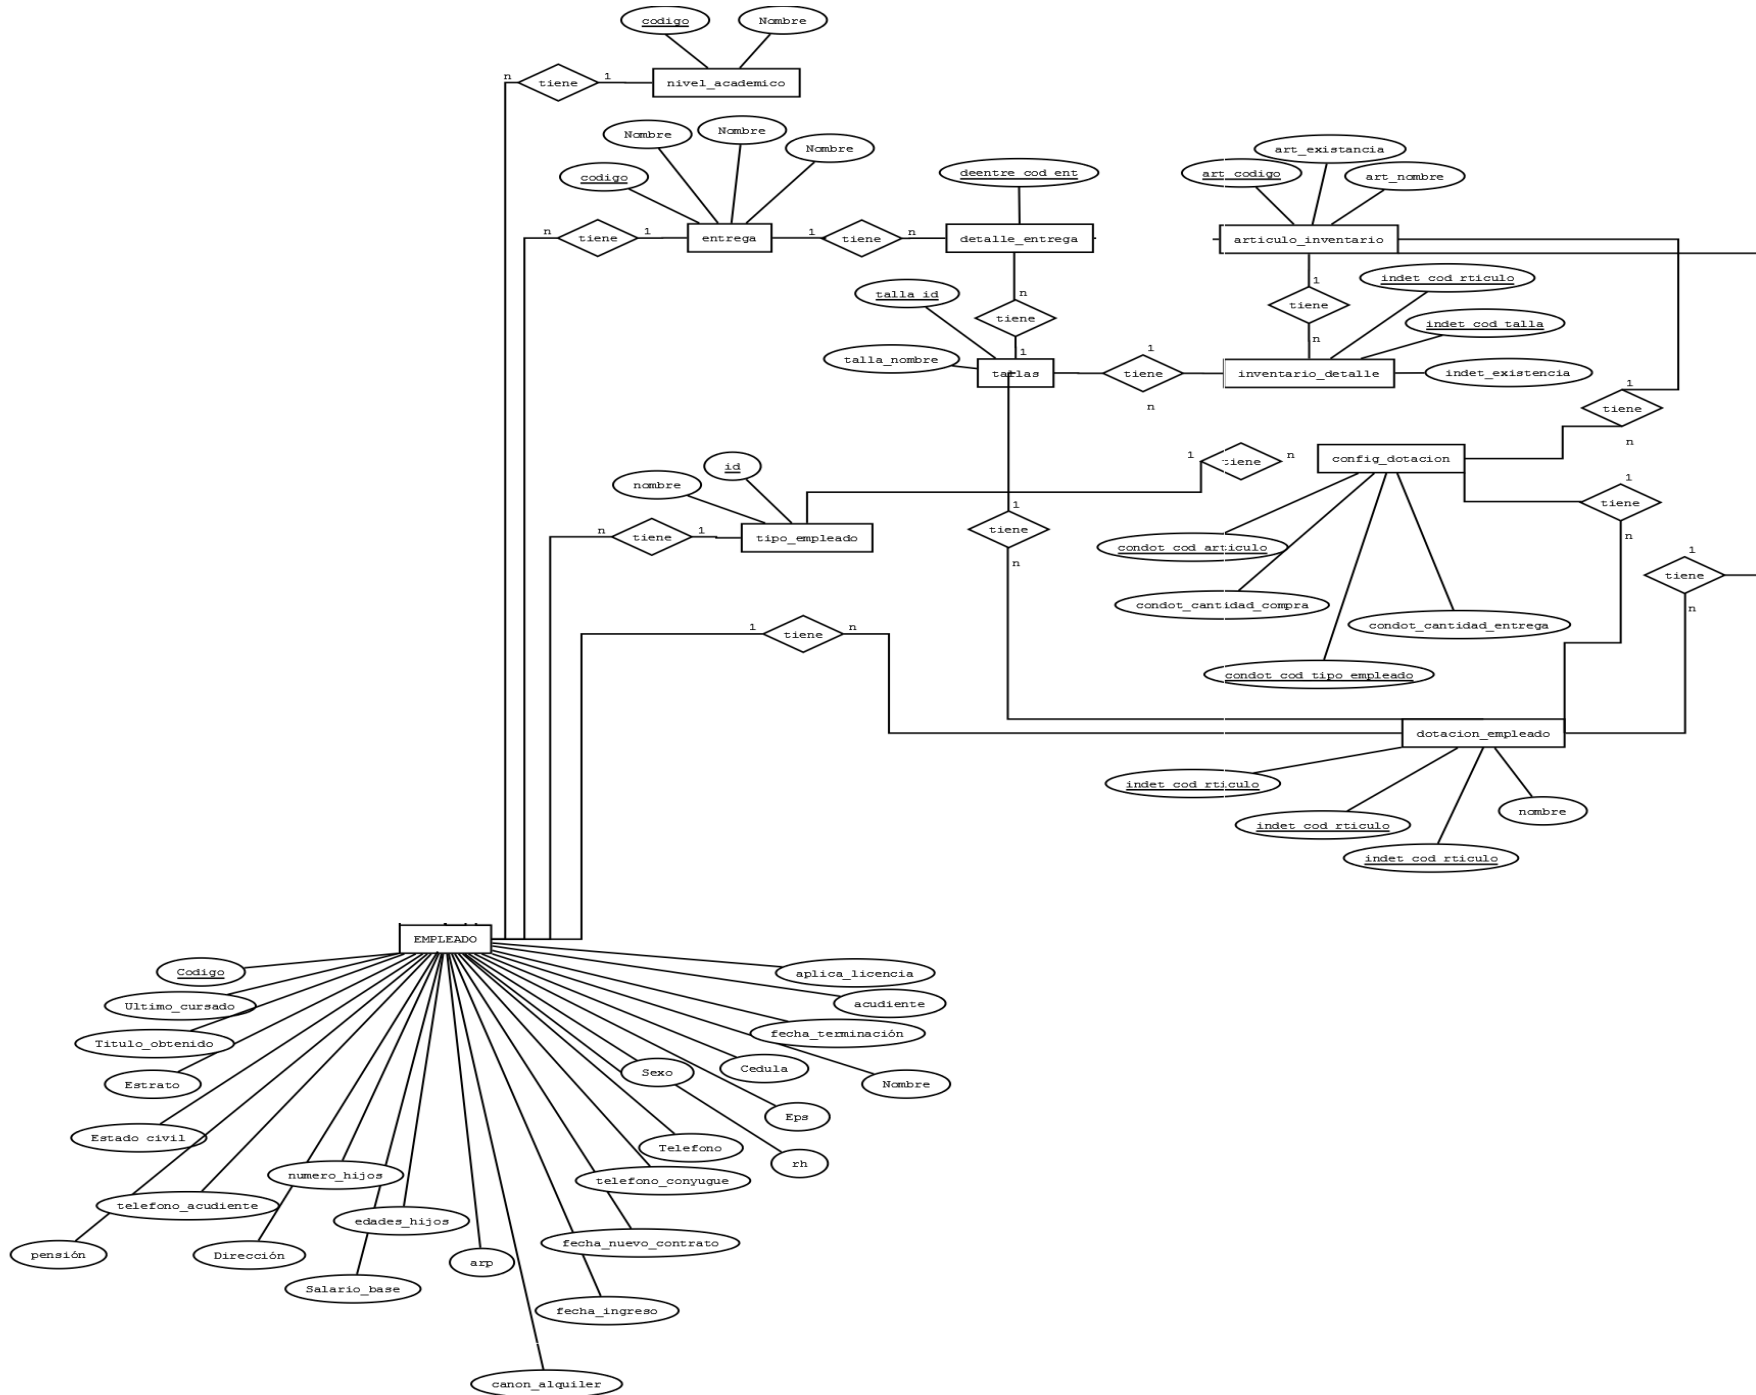 codigo
Nombre
n
tiene
1
nivel_academico
Nombre
Nombre
Nombre
codigo
n
tiene
1
entrega
1
tiene
n
deentre_cod_ent
detalle_entrega
art_existancia
art_codigo
art_nombre
articulo_inventario
n
tiene
1
talla_id
talla_nombre
tallas
1
tiene
n
1
tiene
n
indet_cod_rticulo
indet_cod_talla
indet_existencia
inventario_detalle
1
tiene
n
1
tiene
n
config_dotacion
1
tiene
n
id
nombre
n
tiene
1
tipo_empleado
1
tiene
n
condot_cod_articulo
condot_cantidad_compra
condot_cantidad_entrega
condot_cod_tipo_empleado
1
tiene
n
1
tiene
n
dotacion_empleado
indet_cod_rticulo
indet_cod_rticulo
indet_cod_rticulo
nombre
EMPLEADO
Codigo
aplica_licencia
Ultimo_cursado
acudiente
Titulo_obtenido
fecha_terminación
Estrato
Sexo
Cedula
Nombre
Estado civil
Eps
Telefono
rh
numero_hijos
telefono_conyugue
telefono_acudiente
edades_hijos
pensión
Dirección
arp
fecha_nuevo_contrato
Salario_base
fecha_ingreso
canon_alquiler
1
tiene
n